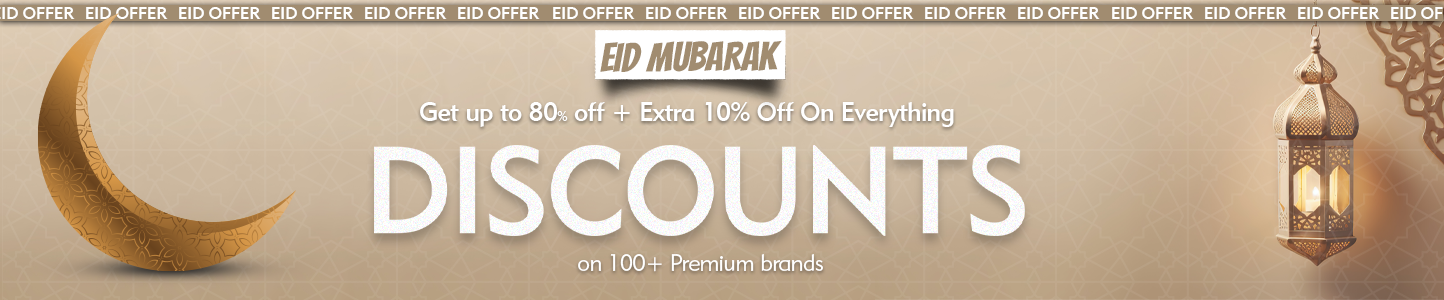 EID OFFER EID OFFER EID OFFER EID OFFER EID OFFER EID OFFER EID OFFER EID OFFER EID OFFER EID OFFER EID OFFER EID OFFER EID OFFER EID OFFER EID OFFER EID OF
EID MUBARAK
Get up to 80% off + Extra 10% Off On Everything
DISCOUNTS
on 100+ Premium brands